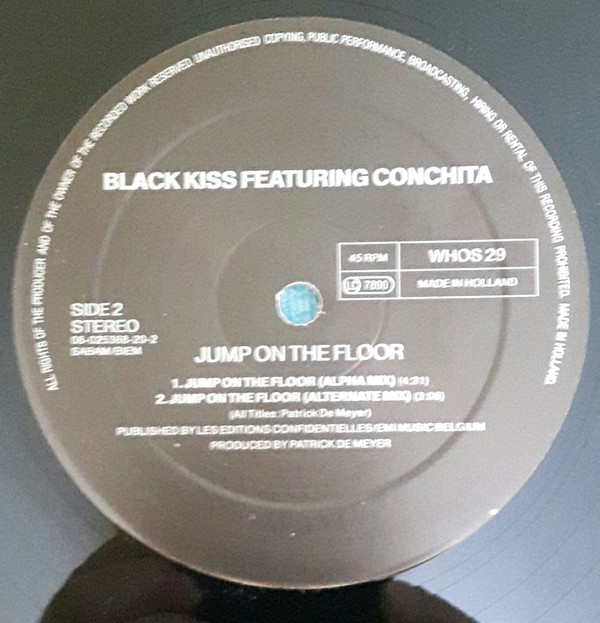 ALL RIGHTS OF THE PRODUCER AND OF THE OWNER OF THE RECORDED WORK RESERVED. UNAUTHORISED COPYING, PUBLIC PERFORMANCE, BROADCASTING, HIRING OR RENTAL OF THIS RECORDING PROHIBITED. MADE IN HOLLAND.
BLACK KISS FEATURING CONCHITA
45 RPM
WHOS 29
LC 7800
MADE IN HOLLAND
SIDE 2
STEREO
08-025368-20-2
SABAM/BIEM
JUMP ON THE FLOOR
1. JUMP ON THE FLOOR (ALPHA MIX) (4:31)
2. JUMP ON THE FLOOR (ALTERNATE MIX) (3:06)
(All Titles: Patrick De Meyer)
PUBLISHED BY LES EDITIONS CONFIDENTIELLES/EMI MUSIC BELGIUM
PRODUCED BY PATRICK DE MEYER